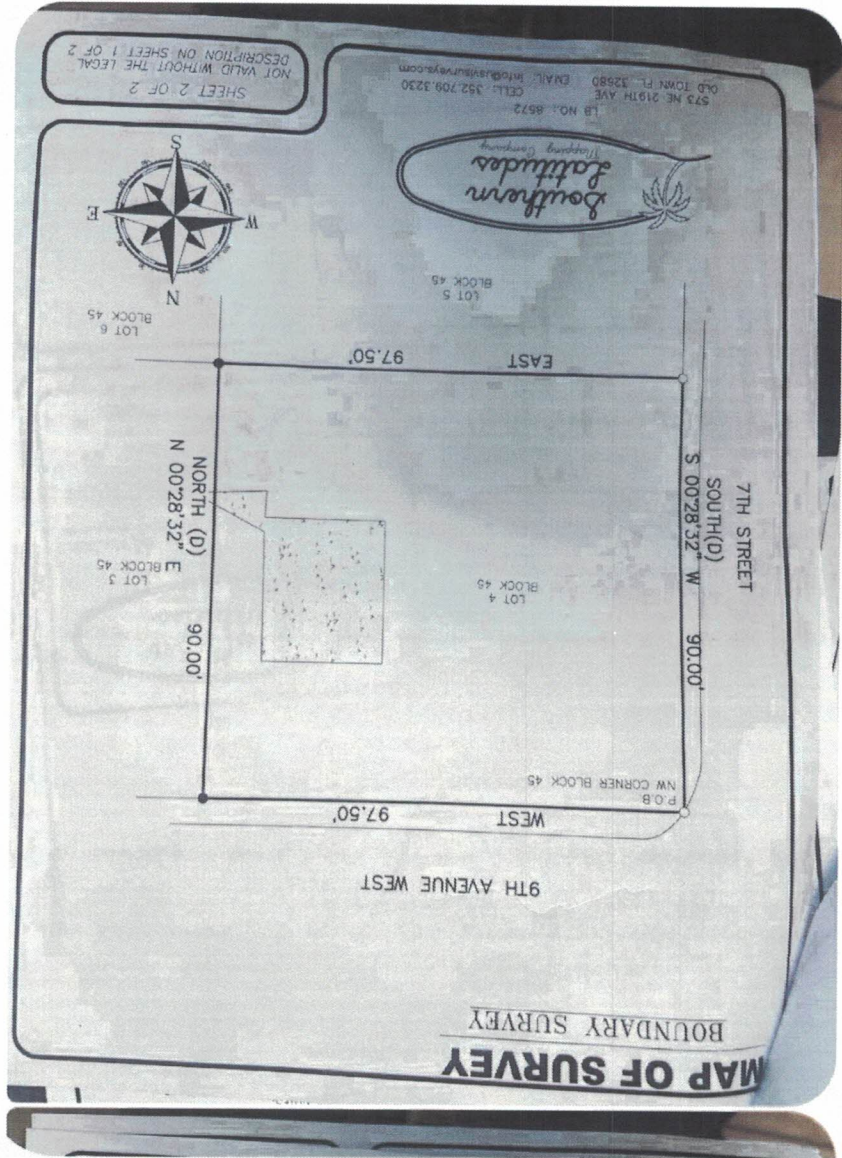 MAP OF SURVEY
BOUNDARY SURVEY
9TH AVENUE WEST
WEST 97.50'
P.O.B
NW CORNER BLOCK 45
7TH STREET
SOUTH(D)
S 00°28'32" W 90.00'
LOT 4
BLOCK 45
NORTH (D)
N 00°28'32" E 90.00'
LOT 3
BLOCK 45
EAST 97.50'
LOT 5
BLOCK 45
LOT 6
BLOCK 45
N
W
E
S
Southern
Latitudes
Mapping Company
LB NO.: 8572
573 NE 219TH AVE CELL: 352.709.3230
OLD TOWN FL. 32680 EMAIL: info@usvisurveys.com
SHEET 2 OF 2
NOT VALID WITHOUT THE LEGAL
DESCRIPTION ON SHEET 1 OF 2